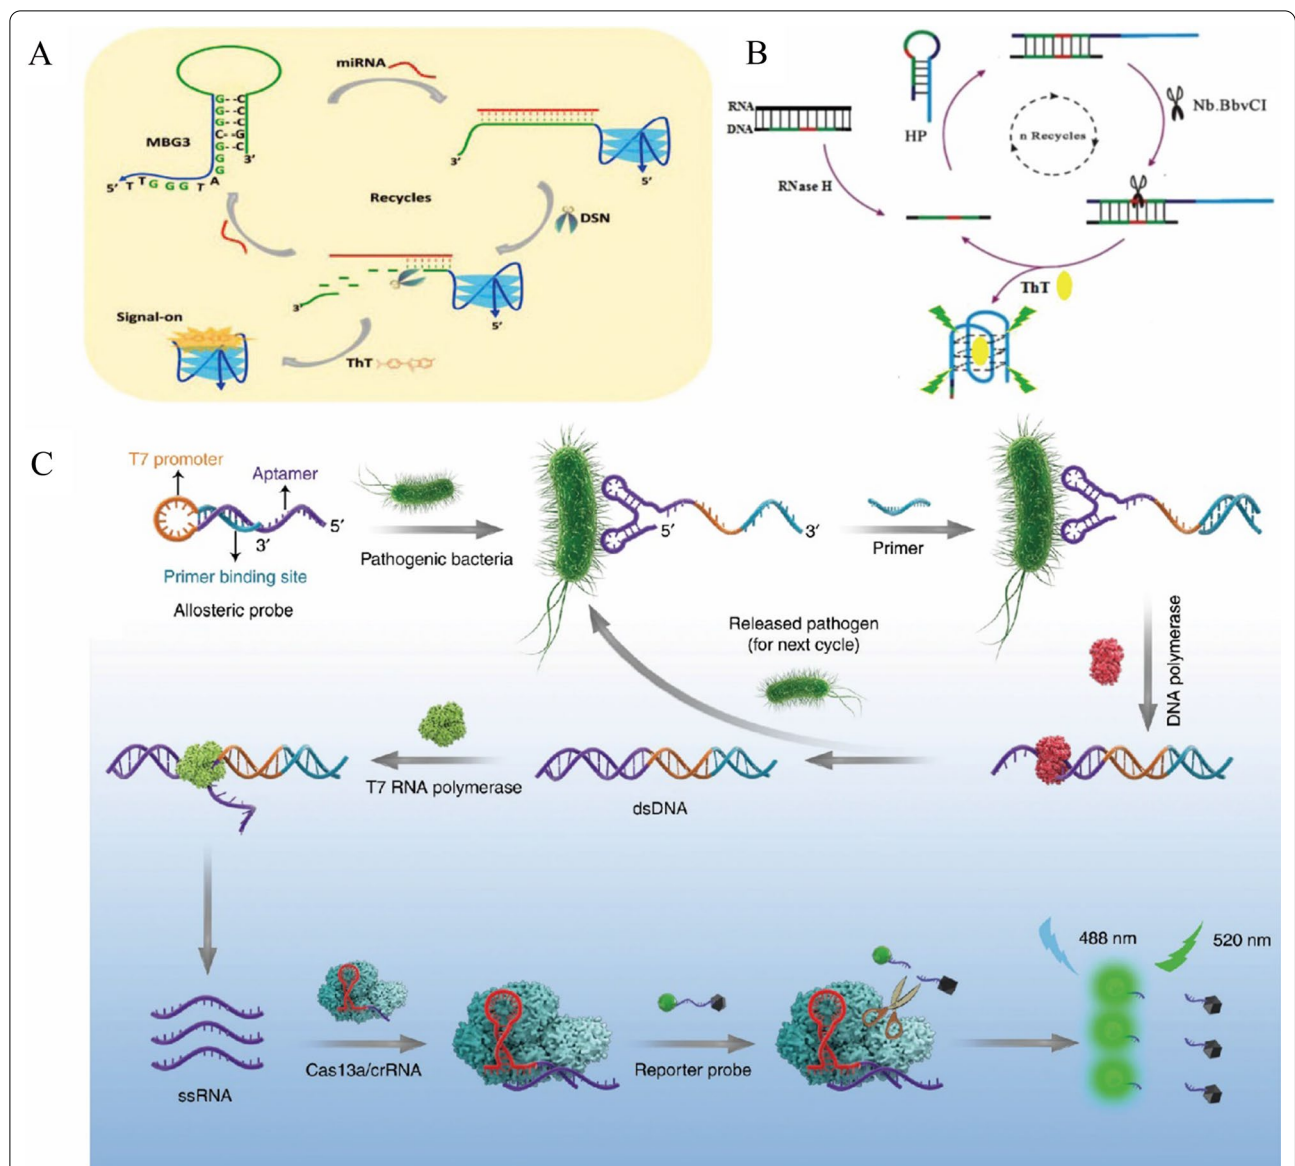 A
miRNA
MBG3
G--C
G--C
G--C
C--G
G--C
G
G
A
3′
5′ T T G G G T
3′
5′
Recycles
DSN
3′
5′
Signal-on
ThT
B
RNA
DNA
HP
n Recycles
Nb.BbvCI
RNase H
ThT
C
T7 promoter
Aptamer
5′
3′
Primer binding site
Allosteric probe
Pathogenic bacteria
5′
3′
Primer
DNA polymerase
Released pathogen
(for next cycle)
dsDNA
T7 RNA polymerase
ssRNA
Cas13a/crRNA
Reporter probe
488 nm
520 nm